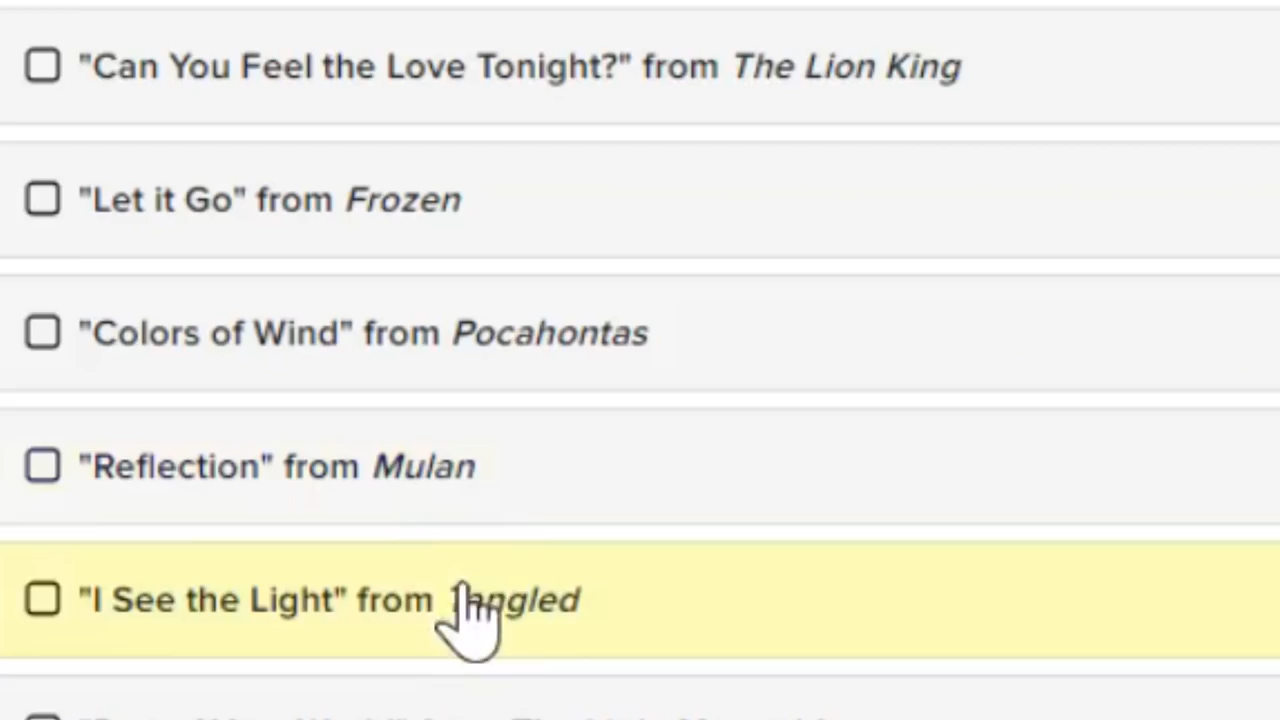 "Can You Feel the Love Tonight?" from The Lion King
"Let it Go" from Frozen
"Colors of Wind" from Pocahontas
"Reflection" from Mulan
"I See the Light" from Tangled